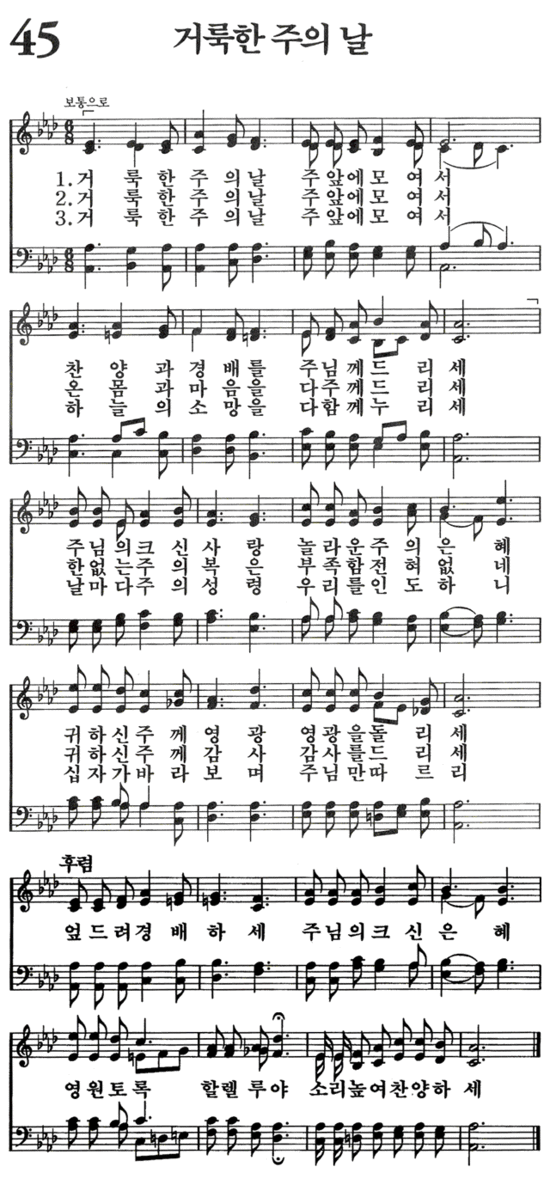 45 거룩한 주의 날
보통으로
6/8
1. 거 룩 한 주 의 날 주 앞 에 모 여 서
2. 거 룩 한 주 의 날 주 앞 에 모 여 서
3. 거 룩 한 주 의 날 주 앞 에 모 여 서
6/8
찬 양 과 경 배 를 주 님 께 드 리 세
온 몸 과 마 음 을 다 주 께 드 리 세
하 늘 의 소 망 을 다 함 께 누 리 세
주 님 의 크 신 사 랑 놀 라 운 주 의 은 혜
한 없 는 주 의 복 은 부 족 함 전 혀 없 네
날 마 다 주 의 성 령 우 리 를 인 도 하 니
귀 하 신 주 께 영 광 영 광 을 돌 리 세
귀 하 신 주 께 감 사 감 사 를 드 리 세
십 자 가 바 라 보 며 주 님 만 따 르 리
후렴
엎 드 려 경 배 하 세 주 님 의 크 신 은 혜
영 원 토 록 할 렐 루 야 소 리 높 여 찬 양 하 세